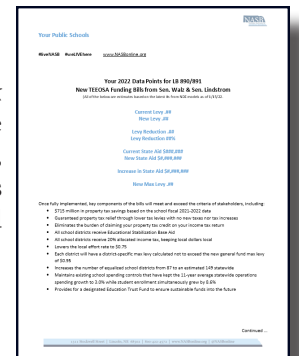 NASB
Your Public Schools
#liveNASB #welIVEhere www.NASBonline.org
Your 2022 Data Points for LB 890/891
New TEEOSA Funding Bills from Sen. Walz & Sen. Lindstrom
Current Levy .##
New Levy .##
Levy Reduction .##
Levy Reduction ##%
Current State Aid $###,###
New State Aid $#,###,###
Increase in State Aid $#,###,###
New Max Levy .##
Once fully implemented, key components of the bills will meet and exceed the criteria of stakeholders, including:
• $715 million in property tax savings based on the school fiscal 2021-2022 data
• Guaranteed property tax relief through lower tax levies with no new taxes nor tax increases
• Eliminates the burden of claiming your property tax credit on your income tax return
• All school districts receive Educational Stabilization Base Aid
• All school districts receive 20% allocated income tax, keeping local dollars local
• Lowers the local effort rate to $0.75
• Each district will have a district-specific max levy calculated not to exceed the new general fund max levy
of $0.95
• Increases the number of equalized school districts from 87 to an estimated 149 statewide
• Maintains existing school spending controls that have kept the 11-year average statewide operations
spending growth to 3.0% while student enrollment simultaneously grew by 0.6%
• Provides for a designated Education Trust Fund to ensure sustainable funds into the future
Continued …